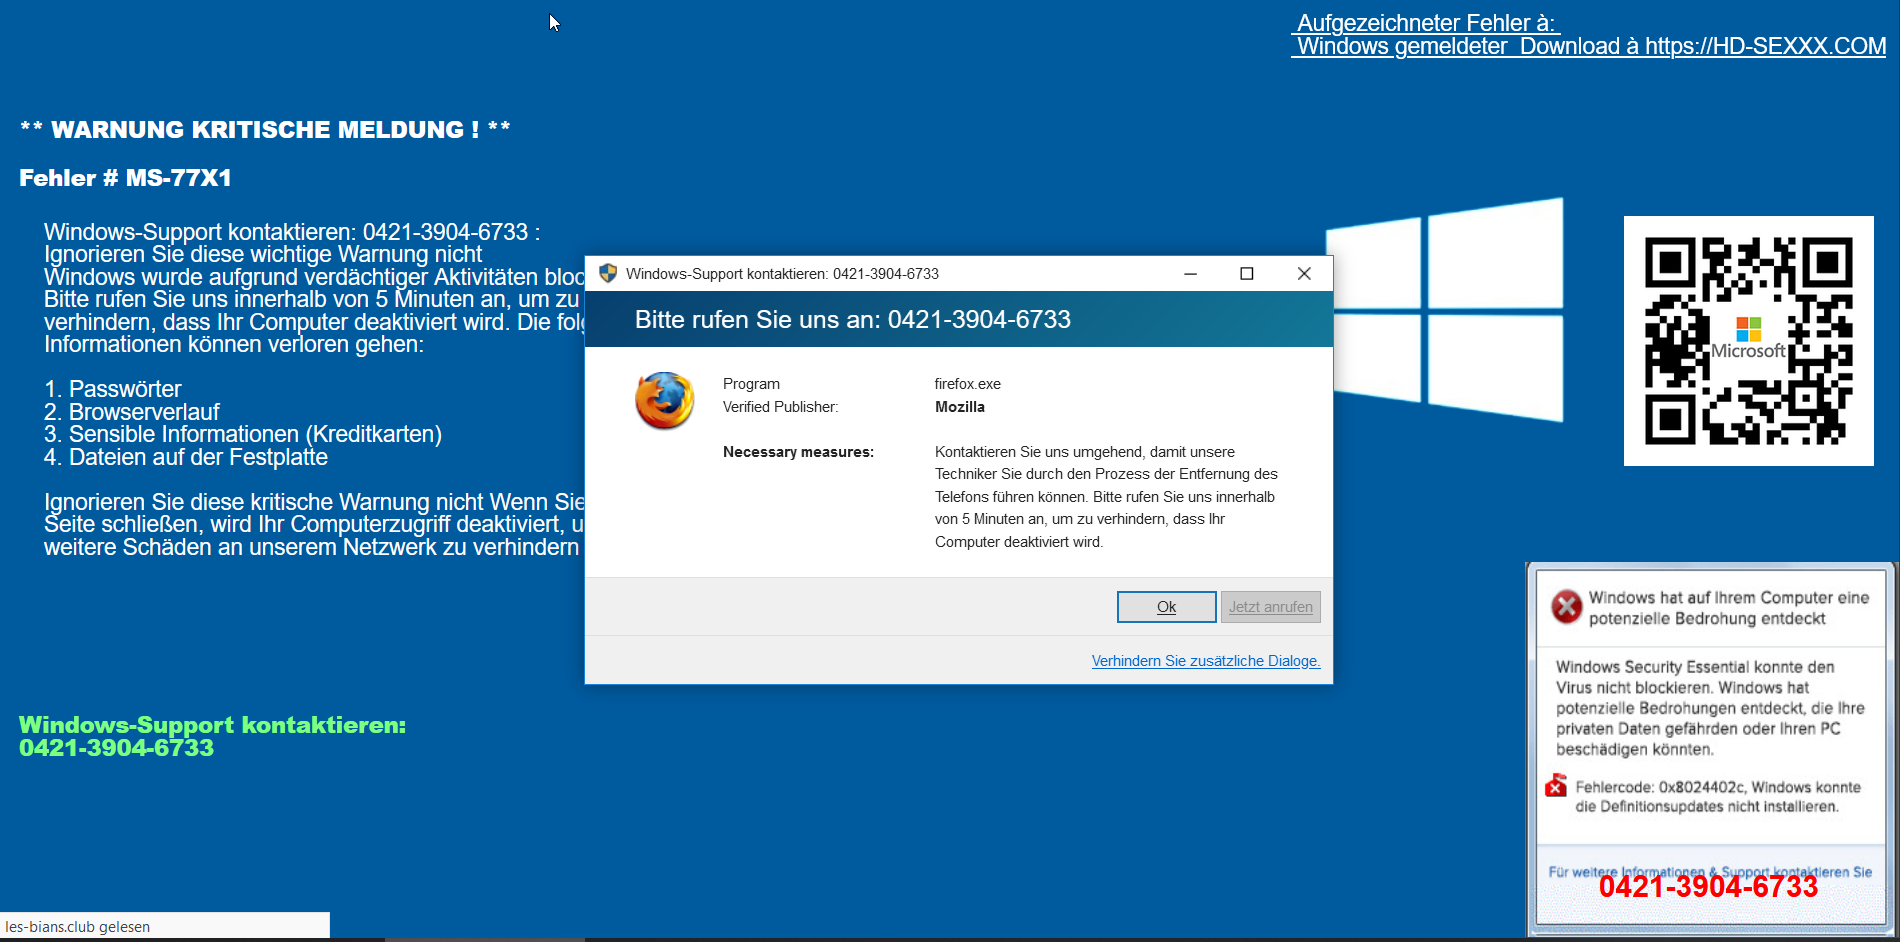 Aufgezeichneter Fehler à:
Windows gemeldeter Download à https://HD-SEXXX.COM
** WARNUNG KRITISCHE MELDUNG ! **
Fehler # MS-77X1
Windows-Support kontaktieren: 0421-3904-6733 :
Ignorieren Sie diese wichtige Warnung nicht
Windows wurde aufgrund verdächtiger Aktivitäten
Bitte rufen Sie uns innerhalb von 5 Minuten an, um zu
verhindern, dass Ihr Computer deaktiviert wird. Die
Informationen können verloren gehen:
1. Passwörter
2. Browserverlauf
3. Sensible Informationen (Kreditkarten)
4. Dateien auf der Festplatte
Ignorieren Sie diese kritische Warnung nicht Wenn Sie
Seite schließen, wird Ihr Computerzugriff deaktiviert,
weitere Schäden an unserem Netzwerk zu verhindern
Windows-Support kontaktieren:
0421-3904-6733
Windows-Support kontaktieren: 0421-3904-6733
Bitte rufen Sie uns an: 0421-3904-6733
Program firefox.exe
Verified Publisher: Mozilla
Necessary measures: Kontaktieren Sie uns umgehend, damit unsere
Techniker Sie durch den Prozess der Entfernung des
Telefons führen können. Bitte rufen Sie uns innerhalb
von 5 Minuten an, um zu verhindern, dass Ihr
Computer deaktiviert wird.
Ok Jetzt anrufen
Verhindern Sie zusätzliche Dialoge.
Microsoft
Windows hat auf Ihrem Computer eine
potenzielle Bedrohung entdeckt
Windows Security Essential konnte den
Virus nicht blockieren. Windows hat
potenzielle Bedrohungen entdeckt, die Ihre
privaten Daten gefährden oder Ihren PC
beschädigen könnten.
Fehlercode: 0x8024402c, Windows konnte
die Definitionsupdates nicht installieren.
Für weitere Informationen & Support kontaktieren Sie
0421-3904-6733
les-bians.club gelesen